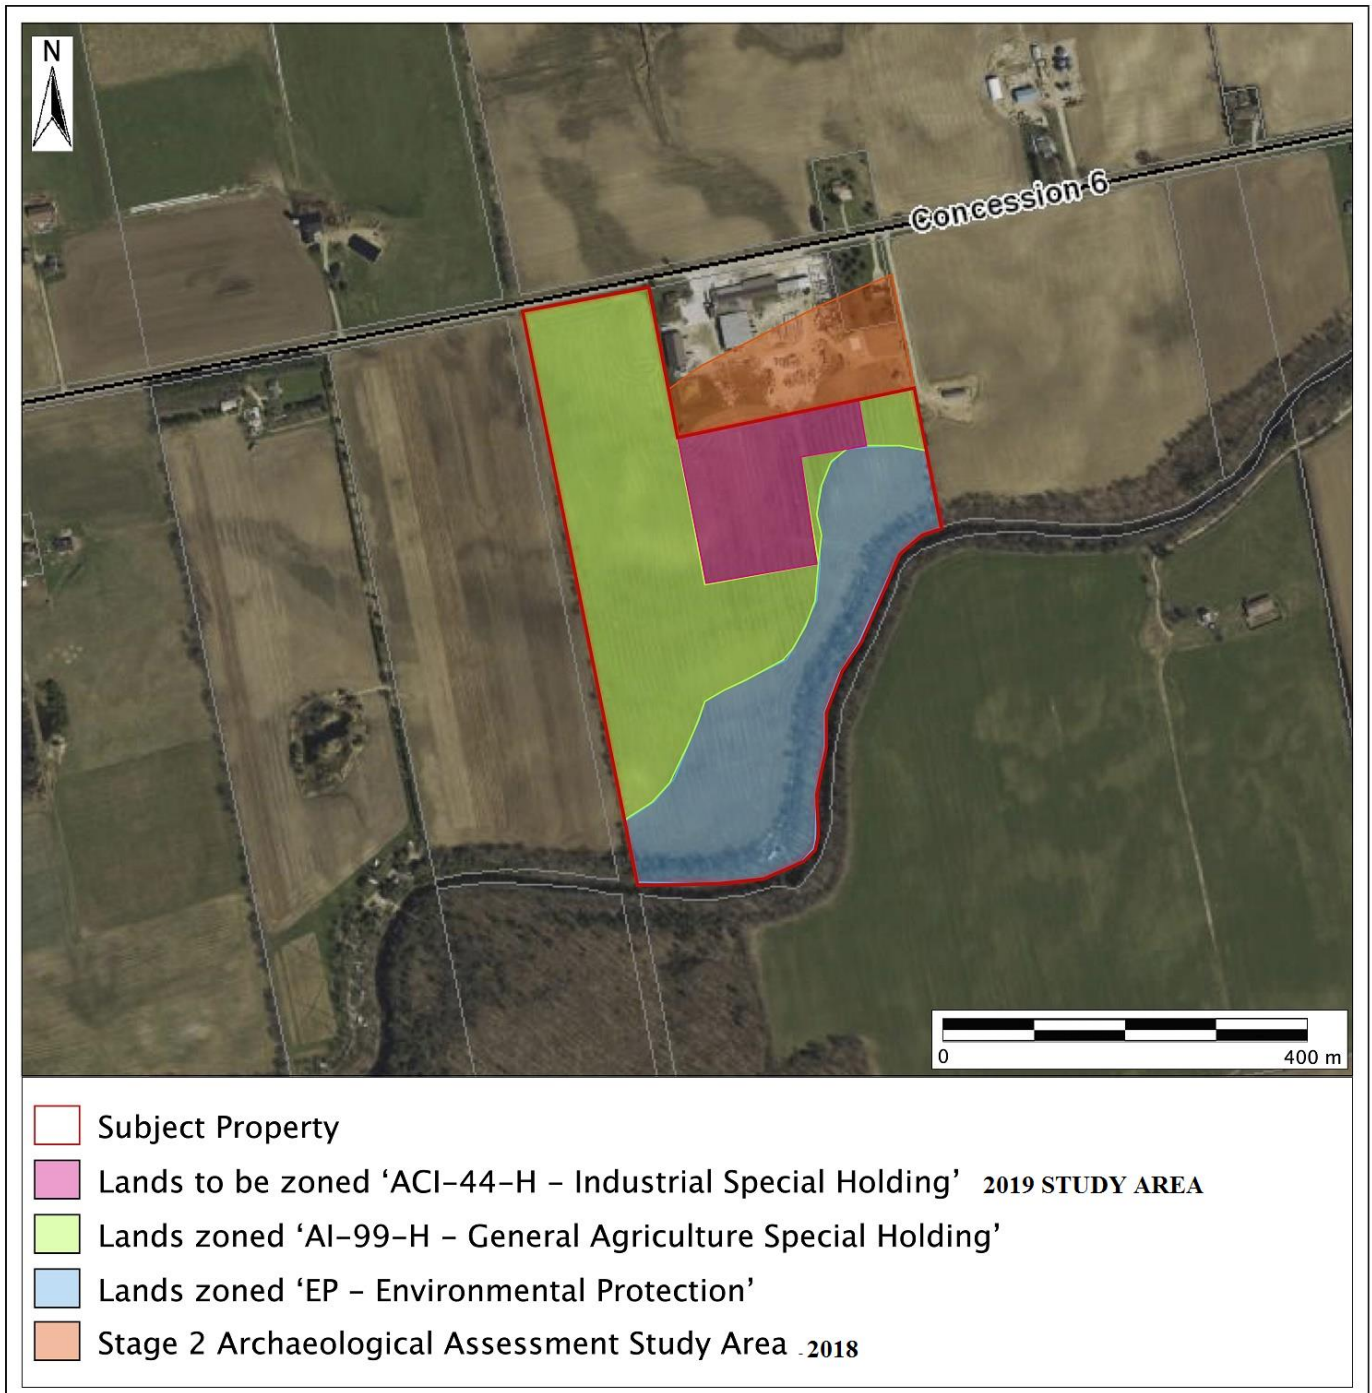 N
Concession 6
0 400 m
Subject Property
Lands to be zoned ‘ACI-44-H – Industrial Special Holding’ 2019 STUDY AREA
Lands zoned ‘AI-99-H – General Agriculture Special Holding’
Lands zoned ‘EP – Environmental Protection’
Stage 2 Archaeological Assessment Study Area - 2018